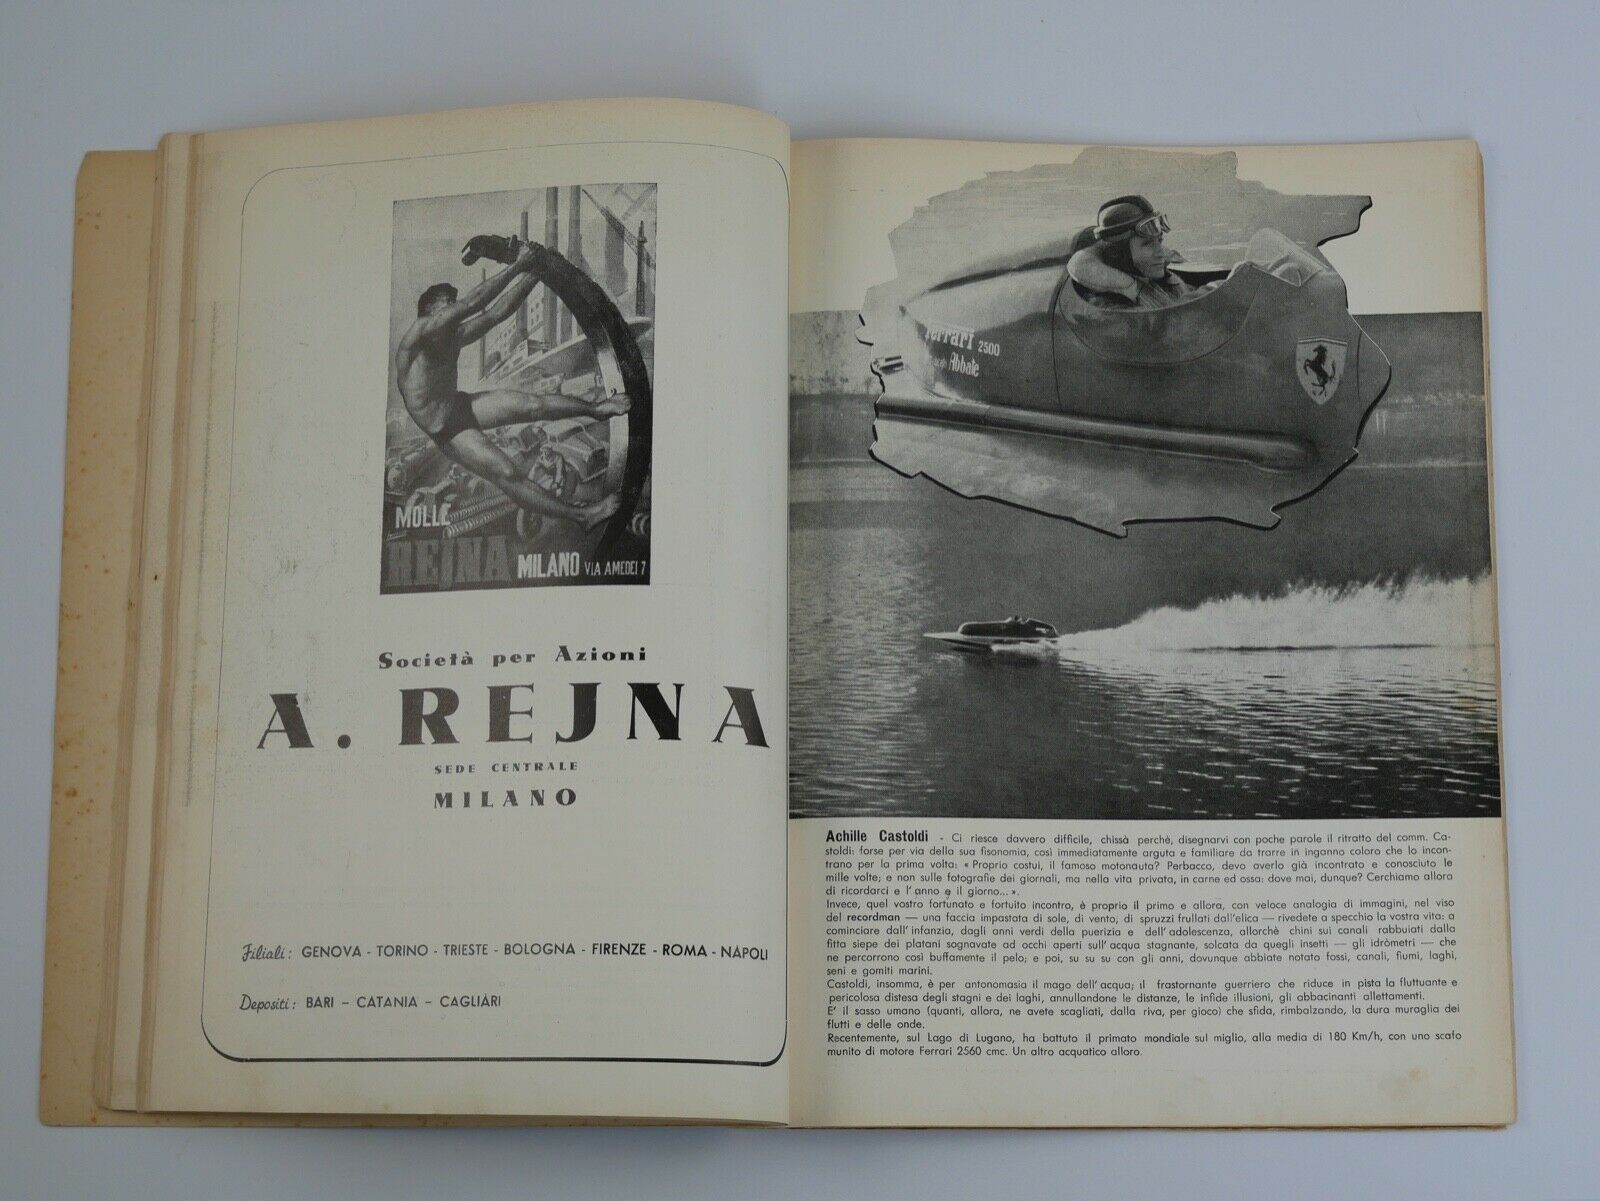 MOLLE
REJNA MILANO VIA AMEDEI 7
Società per Azioni
A. REJNA
SEDE CENTRALE
MILANO
Filiali: GENOVA - TORINO - TRIESTE - BOLOGNA - FIRENZE - ROMA - NAPOLI
Depositi: BARI - CATANIA - CAGLIARI
Ferrari 2500
Abbate
Achille Castoldi - Ci riesce davvero difficile, chissà perchè, disegnarvi con poche parole il ritratto del comm. Ca-
stoldi: forse per via della sua fisonomia, così immediatamente arguta e familiare da trarre in inganno coloro che lo incon-
trano per la prima volta: « Proprio costui, il famoso motonauta? Perbacco, devo averlo già incontrato e conosciuto le
mille volte; e non sulle fotografie dei giornali, ma nella vita privata, in carne ed ossa: dove mai, dunque? Cerchiamo allora
di ricordarci e l'anno e il giorno... ».
Invece, quel vostro fortunato e fortuito incontro, è proprio il primo e allora, con veloce analogia di immagini, nel viso
del recordman — una faccia impastata di sole, di vento; di spruzzi frullati dall'elica — rivedete a specchio la vostra vita: a
cominciare dall'infanzia, dagli anni verdi della puerizia e dell'adolescenza, allorchè chini sui canali rabbuiati dalla
fitta siepe dei platani sognavate ad occhi aperti sull'acqua stagnante, solcata da quegli insetti — gli idròmetri — che
ne percorrono così buffamente il pelo; e poi, su su su con gli anni, dovunque abbiate notato fossi, canali, fiumi, laghi,
seni e gomiti marini.
Castoldi, insomma, è per antonomasia il mago dell'acqua; il frastornante guerriero che riduce in pista la fluttuante e
pericolosa distesa degli stagni e dei laghi, annullandone le distanze, le infide illusioni, gli abbacinanti allettamenti.
E' il sasso umano (quanti, allora, ne avete scagliati, dalla riva, per gioco) che sfida, rimbalzando, la dura muraglia dei
flutti e delle onde.
Recentemente, sul Lago di Lugano, ha battuto il primato mondiale sul miglio, alla media di 180 Km/h, con uno scafo
munito di motore Ferrari 2560 cmc. Un altro acquatico alloro.